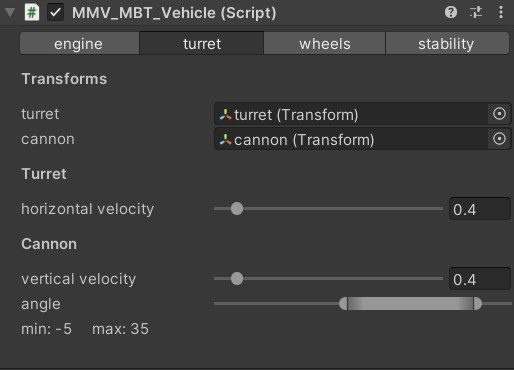 MMV_MBT_Vehicle (Script)
engine turret wheels stability
Transforms
turret turret (Transform)
cannon cannon (Transform)
Turret
horizontal velocity 0.4
Cannon
vertical velocity 0.4
angle
min: -5 max: 35